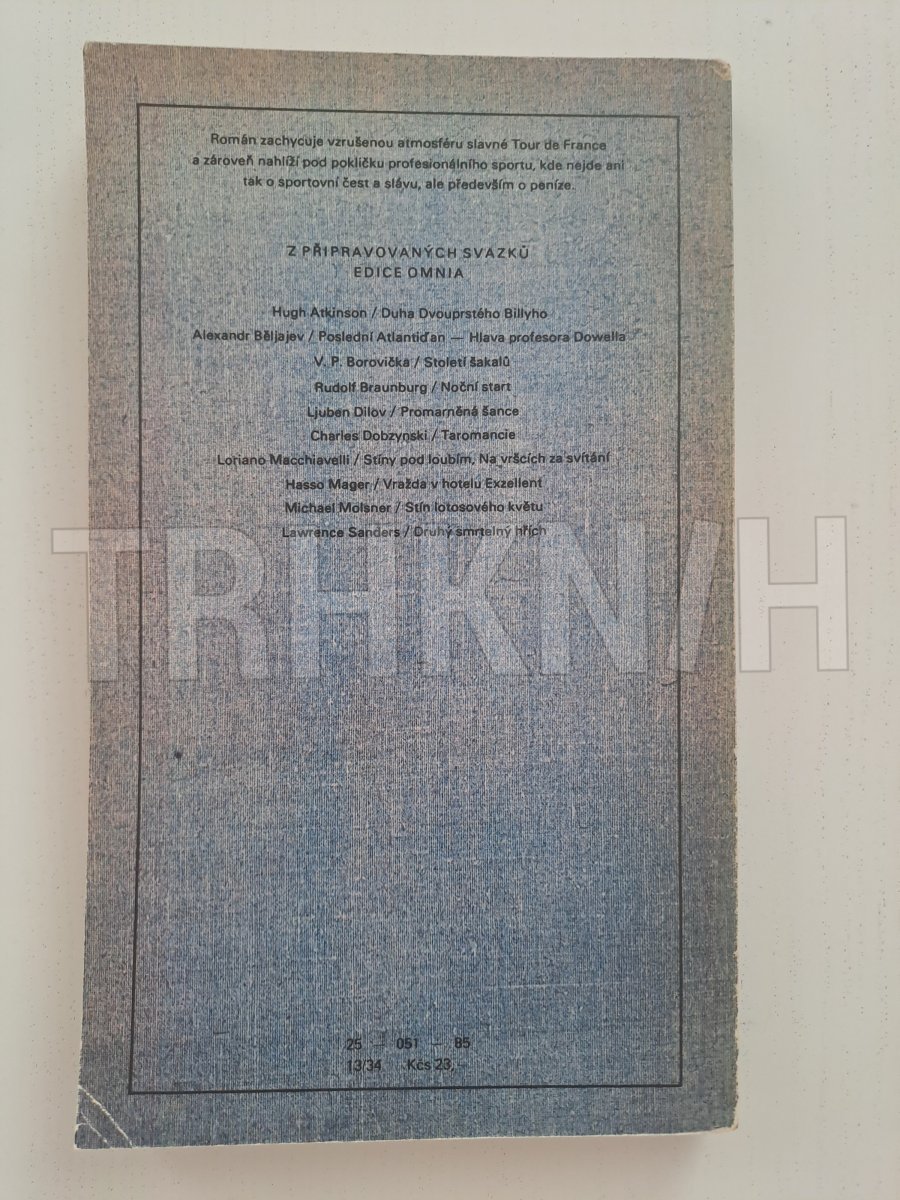 Román zachycuje vzrušenou atmosféru slavné Tour de France
a zároveň nahlíží pod pokličku profesionálního sportu, kde nejde ani
tak o sportovní čest a slávu, ale především o peníze.
Z PŘIPRAVOVANÝCH SVAZKŮ
EDICE OMNIA
Hugh Atkinson / Duha Dvouprstého Billyho
Alexandr Běljajev / Poslední Atlantiďan — Hlava profesora Dowella
V. P. Borovička / Století šakalů
Rudolf Braunburg / Noční start
Ljuben Dilov / Promarněná šance
Charles Dobzynski / Taromancie
Loriano Macchiavelli / Stíny pod loubím, Na vršcích za svítání
Hasso Mager / Vražda v hotelu Exzellent
Michael Molsner / Stín lotosového květu
Lawrence Sanders / Druhý smrtelný hřích
TRHKNIH
25 — 051 — 85
13/34 Kčs 23,—